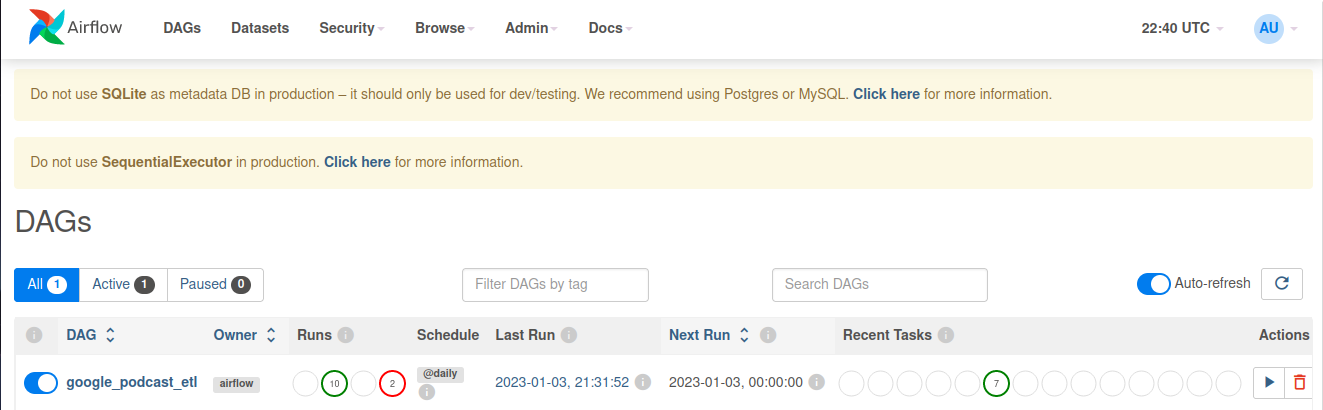 Airflow DAGs Datasets Security Browse Admin Docs 22:40 UTC AU
Do not use SQLite as metadata DB in production – it should only be used for dev/testing. We recommend using Postgres or MySQL. Click here for more information.
Do not use SequentialExecutor in production. Click here for more information.
DAGs
All 1 Active 1 Paused 0 Filter DAGs by tag Search DAGs Auto-refresh
i DAG Owner Runs i Schedule Last Run i Next Run i Recent Tasks i Actions
google_podcast_etl airflow 10 2 @daily i 2023-01-03, 21:31:52 i 2023-01-03, 00:00:00 i 7